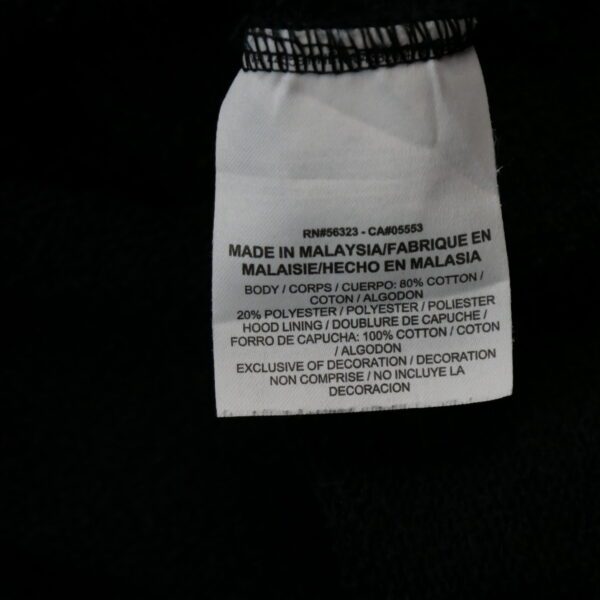 RN#56323 - CA#05553
MADE IN MALAYSIA/FABRIQUE EN
MALAISIE/HECHO EN MALASIA
BODY / CORPS / CUERPO: 80% COTTON /
COTON / ALGODON
20% POLYESTER / POLYESTER / POLIESTER
HOOD LINING / DOUBLURE DE CAPUCHE /
FORRO DE CAPUCHA: 100% COTTON / COTON
/ ALGODON
EXCLUSIVE OF DECORATION / DECORATION
NON COMPRISE / NO INCLUYE LA
DECORACION